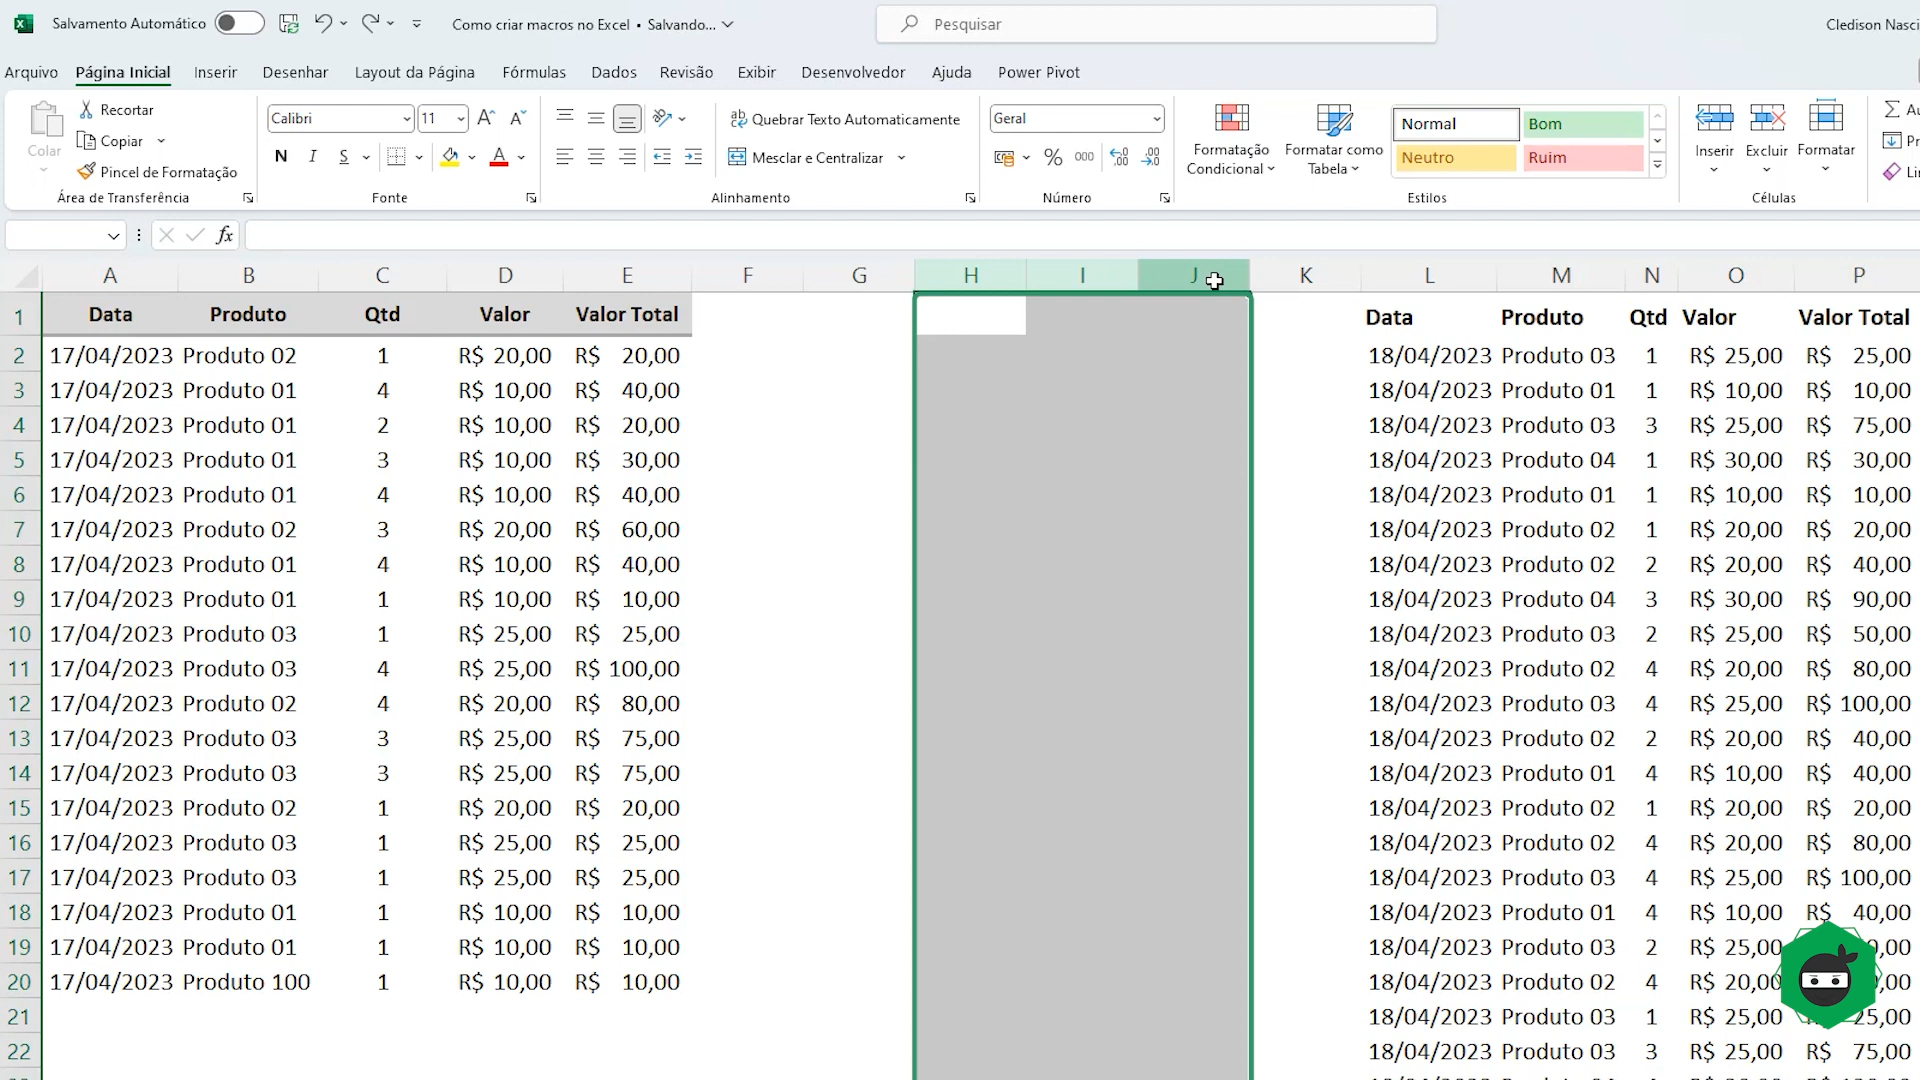 Salvamento Automático
Como criar macros no Excel • Salvando...
Pesquisar
Cledison Nasci
Arquivo Página Inicial Inserir Desenhar Layout da Página Fórmulas Dados Revisão Exibir Desenvolvedor Ajuda Power Pivot
Colar
Recortar
Copiar
Pincel de Formatação
Área de Transferência
Calibri 11
N I S
Fonte
Quebrar Texto Automaticamente
Mesclar e Centralizar
Alinhamento
Geral
% 000
Número
Formatação Condicional
Formatar como Tabela
Normal Bom
Neutro Ruim
Estilos
Inserir Excluir Formatar
Células
fx
A B C D E F G H I J K L M N O P
1 Data Produto Qtd Valor Valor Total Data Produto Qtd Valor Valor Total
2 17/04/2023 Produto 02 1 R$ 20,00 R$ 20,00 18/04/2023 Produto 03 1 R$ 25,00 R$ 25,00
3 17/04/2023 Produto 01 4 R$ 10,00 R$ 40,00 18/04/2023 Produto 01 1 R$ 10,00 R$ 10,00
4 17/04/2023 Produto 01 2 R$ 10,00 R$ 20,00 18/04/2023 Produto 03 3 R$ 25,00 R$ 75,00
5 17/04/2023 Produto 01 3 R$ 10,00 R$ 30,00 18/04/2023 Produto 04 1 R$ 30,00 R$ 30,00
6 17/04/2023 Produto 01 4 R$ 10,00 R$ 40,00 18/04/2023 Produto 01 1 R$ 10,00 R$ 10,00
7 17/04/2023 Produto 02 3 R$ 20,00 R$ 60,00 18/04/2023 Produto 02 1 R$ 20,00 R$ 20,00
8 17/04/2023 Produto 01 4 R$ 10,00 R$ 40,00 18/04/2023 Produto 02 2 R$ 20,00 R$ 40,00
9 17/04/2023 Produto 01 1 R$ 10,00 R$ 10,00 18/04/2023 Produto 04 3 R$ 30,00 R$ 90,00
10 17/04/2023 Produto 03 1 R$ 25,00 R$ 25,00 18/04/2023 Produto 03 2 R$ 25,00 R$ 50,00
11 17/04/2023 Produto 03 4 R$ 25,00 R$ 100,00 18/04/2023 Produto 02 4 R$ 20,00 R$ 80,00
12 17/04/2023 Produto 02 4 R$ 20,00 R$ 80,00 18/04/2023 Produto 03 4 R$ 25,00 R$ 100,00
13 17/04/2023 Produto 03 3 R$ 25,00 R$ 75,00 18/04/2023 Produto 02 2 R$ 20,00 R$ 40,00
14 17/04/2023 Produto 03 3 R$ 25,00 R$ 75,00 18/04/2023 Produto 01 4 R$ 10,00 R$ 40,00
15 17/04/2023 Produto 02 1 R$ 20,00 R$ 20,00 18/04/2023 Produto 02 1 R$ 20,00 R$ 20,00
16 17/04/2023 Produto 03 1 R$ 25,00 R$ 25,00 18/04/2023 Produto 02 4 R$ 20,00 R$ 80,00
17 17/04/2023 Produto 03 1 R$ 25,00 R$ 25,00 18/04/2023 Produto 03 4 R$ 25,00 R$ 100,00
18 17/04/2023 Produto 01 1 R$ 10,00 R$ 10,00 18/04/2023 Produto 01 4 R$ 10,00 R$ 40,00
19 17/04/2023 Produto 01 1 R$ 10,00 R$ 10,00 18/04/2023 Produto 03 2 R$ 25,00
20 17/04/2023 Produto 100 1 R$ 10,00 R$ 10,00 18/04/2023 Produto 02 4 R$ 20,00
21 18/04/2023 Produto 03 1 R$ 25,00 25,00
22 18/04/2023 Produto 03 3 R$ 25,00 R$ 75,00